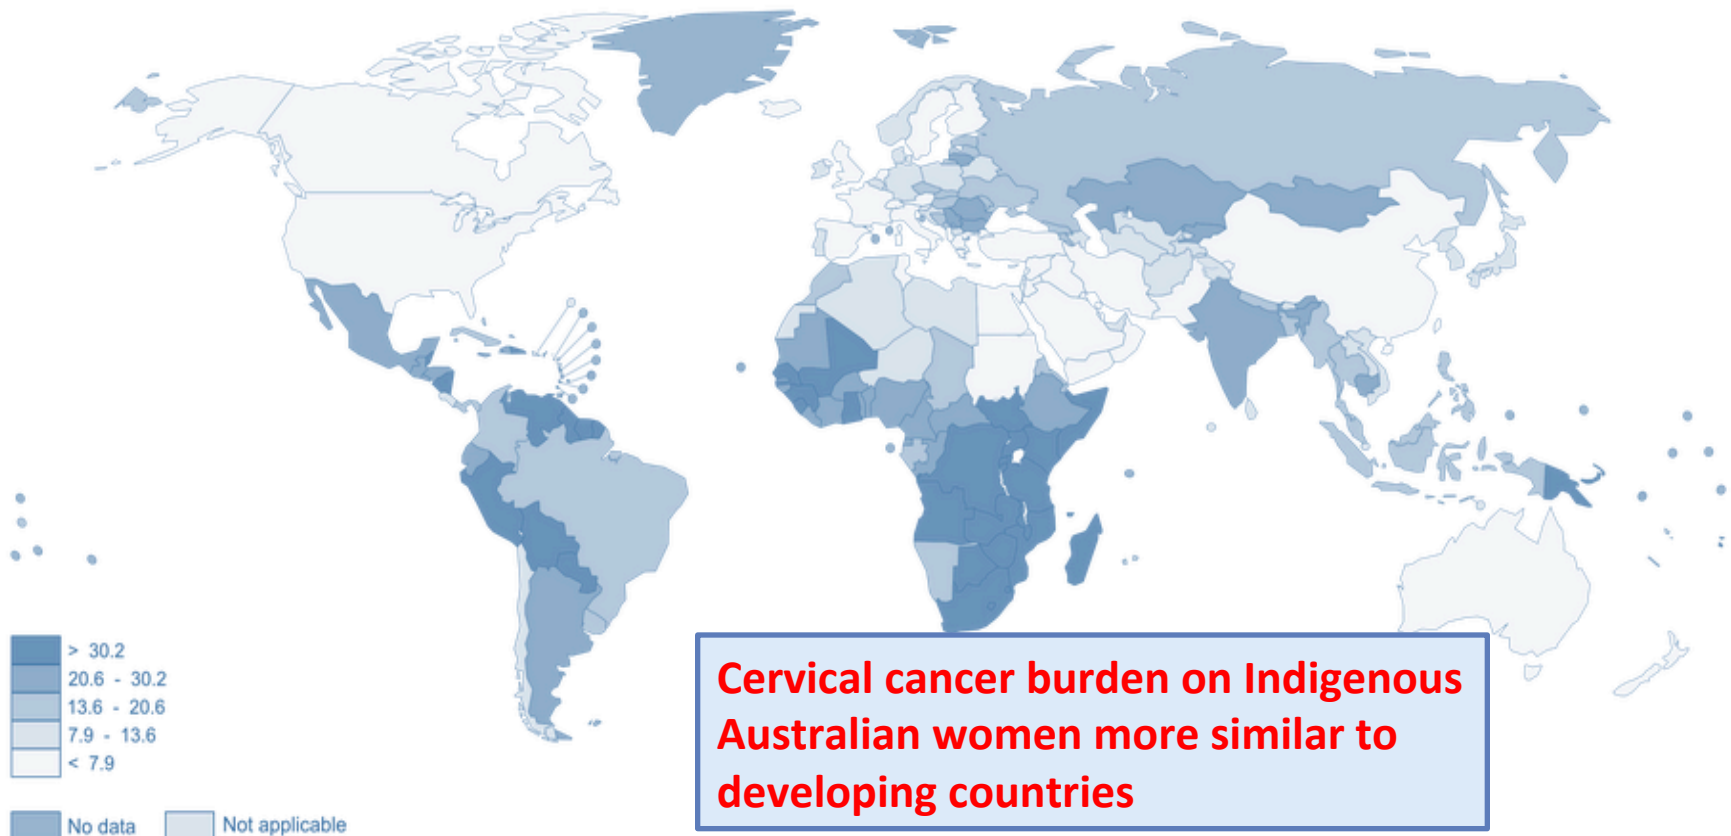 > 30.2
20.6 - 30.2
13.6 - 20.6
7.9 - 13.6
< 7.9
No data
Not applicable
Cervical cancer burden on Indigenous
Australian women more similar to
developing countries